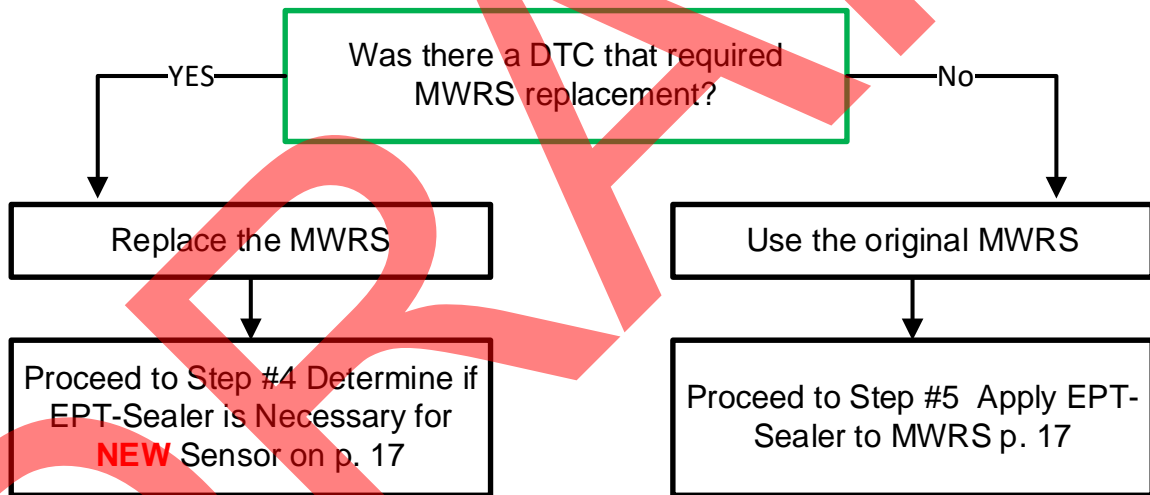 Was there a DTC that required
MWRS replacement?
YES
No
Replace the MWRS
Use the original MWRS
Proceed to Step #4 Determine if
EPT-Sealer is Necessary for
NEW Sensor on p. 17
Proceed to Step #5  Apply EPT-
Sealer to MWRS p. 17